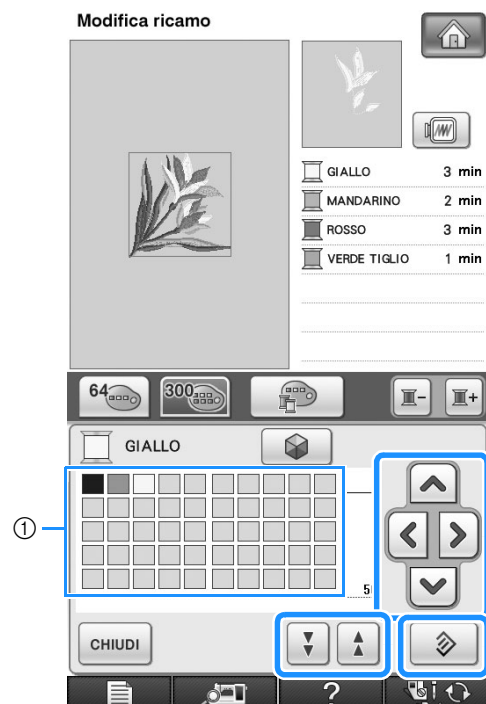 Modifica ricamo
GIALLO 3 min
MANDARINO 2 min
ROSSO 3 min
VERDE TIGLIO 1 min
64 300 - +
GIALLO
①
CHIUDI
?